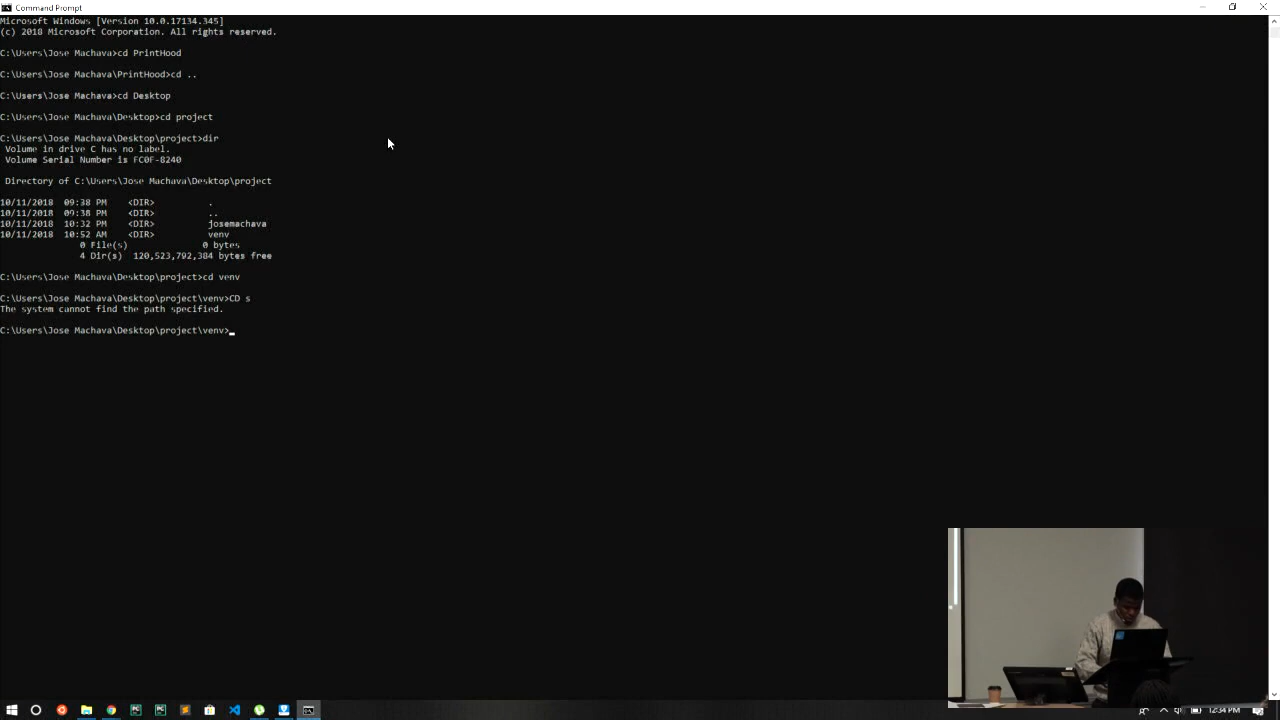 Command Prompt
Microsoft Windows [Version 10.0.17134.345]
(c) 2018 Microsoft Corporation. All rights reserved.
C:\Users\Jose Machava>cd PrintHood
C:\Users\Jose Machava\PrintHood>cd ..
C:\Users\Jose Machava>cd Desktop
C:\Users\Jose Machava\Desktop>cd project
C:\Users\Jose Machava\Desktop\project>dir
Volume in drive C has no label.
Volume Serial Number is FC0F-8240
Directory of C:\Users\Jose Machava\Desktop\project
10/11/2018 09:38 PM <DIR> .
10/11/2018 09:38 PM <DIR> ..
10/11/2018 10:32 PM <DIR> josemachava
10/11/2018 10:52 AM <DIR> venv
0 File(s) 0 bytes
4 Dir(s) 120,523,792,384 bytes free
C:\Users\Jose Machava\Desktop\project>cd venv
C:\Users\Jose Machava\Desktop\project\venv>CD s
The system cannot find the path specified.
C:\Users\Jose Machava\Desktop\project\venv>
12:34 PM